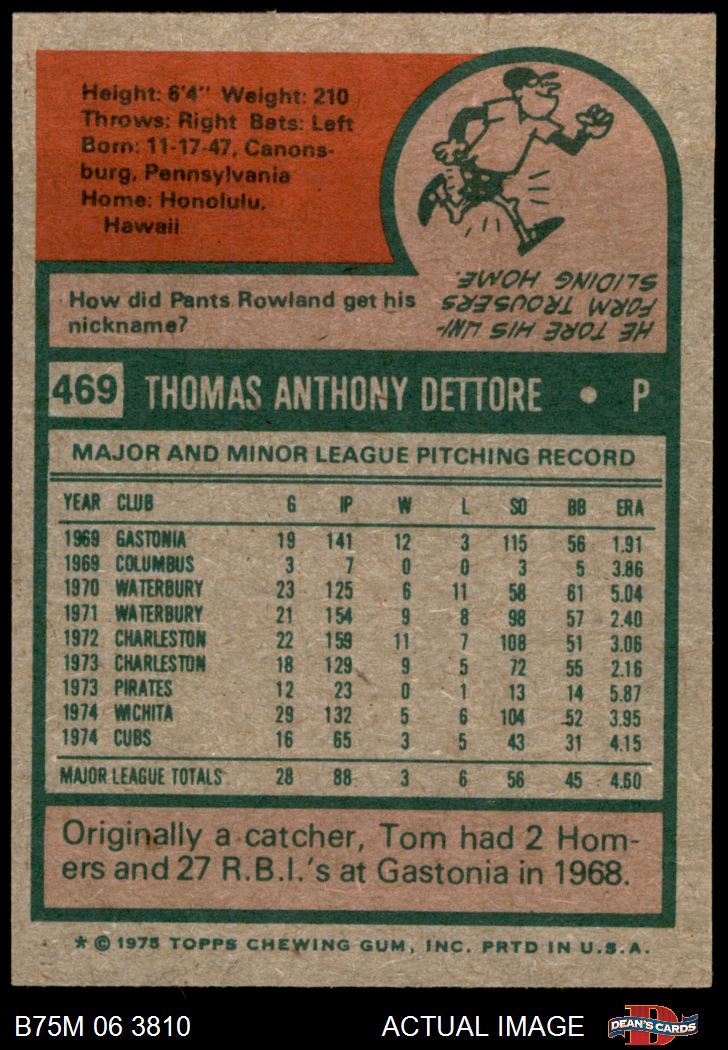 Height: 6'4" Weight: 210
Throws: Right Bats: Left
Born: 11-17-47, Canons-
burg, Pennsylvania
Home: Honolulu,
Hawaii
How did Pants Rowland get his
nickname?
HE TORE HIS UNI-
FORM TROUSERS
SLIDING HOME.
469 THOMAS ANTHONY DETTORE • P
MAJOR AND MINOR LEAGUE PITCHING RECORD
YEAR CLUB G IP W L SO BB ERA
1969 GASTONIA 19 141 12 3 115 56 1.91
1969 COLUMBUS 3 7 0 0 3 5 3.86
1970 WATERBURY 23 125 6 11 58 61 5.04
1971 WATERBURY 21 154 9 8 98 57 2.40
1972 CHARLESTON 22 159 11 7 108 51 3.06
1973 CHARLESTON 18 129 9 5 72 55 2.16
1973 PIRATES 12 23 0 1 13 14 5.87
1974 WICHITA 29 132 5 6 104 52 3.95
1974 CUBS 16 65 3 5 43 31 4.15
MAJOR LEAGUE TOTALS 28 88 3 6 56 45 4.60
Originally a catcher, Tom had 2 Hom-
ers and 27 R.B.I.'s at Gastonia in 1968.
* © 1975 TOPPS CHEWING GUM, INC. PRTD IN U.S.A.
B75M 06 3810 ACTUAL IMAGE D DEAN'S CARDS